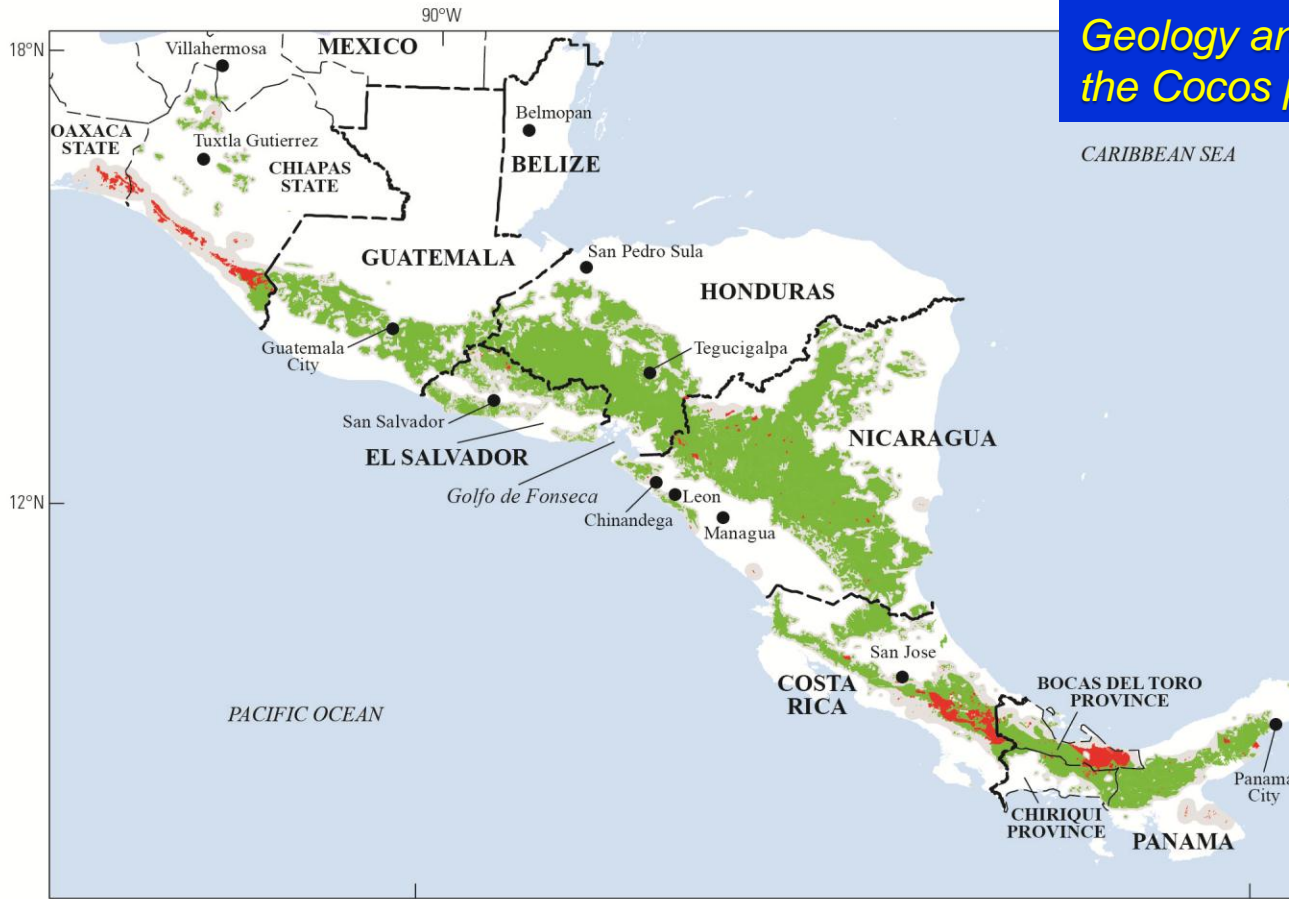 90°W
Geology an
the Cocos p
18°N
Villahermosa
MEXICO
Belmopan
OAXACA
STATE
Tuxtla Gutierrez
CHIAPAS
STATE
BELIZE
CARIBBEAN SEA
GUATEMALA
San Pedro Sula
HONDURAS
Guatemala
City
Tegucigalpa
San Salvador
EL SALVADOR
NICARAGUA
Golfo de Fonseca
12°N
Leon
Chinandega
Managua
San Jose
COSTA
RICA
BOCAS DEL TORO
PROVINCE
PACIFIC OCEAN
Panama
City
CHIRIQUI
PROVINCE
PANAMA